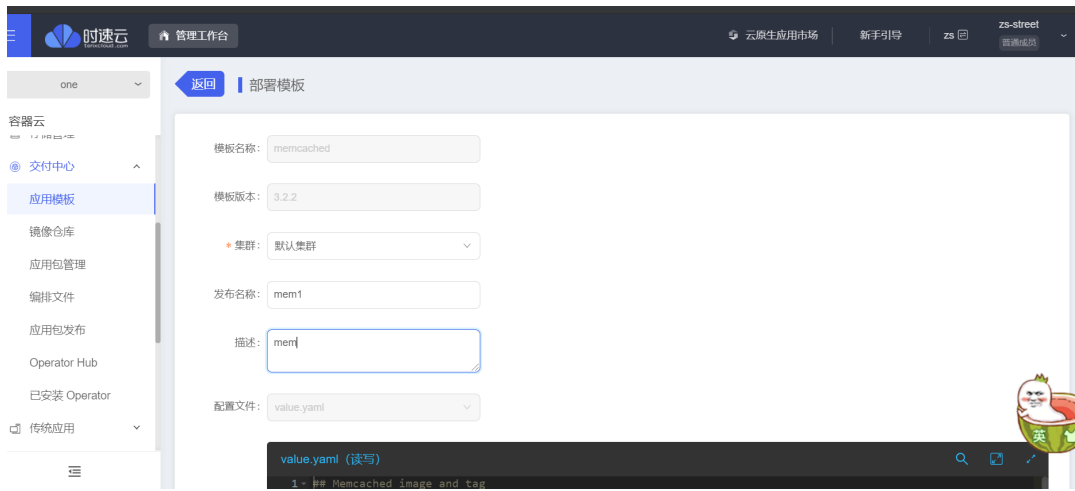 时速云
tenxcloud.com
管理工作台
云原生应用市场
新手引导
zs
zs-street
普通成员
one
返回
部署模板
容器云
存储管理
交付中心
应用模板
镜像仓库
应用包管理
编排文件
应用包发布
Operator Hub
已安装 Operator
传统应用
模板名称: memcached
模板版本: 3.2.2
* 集群: 默认集群
发布名称: mem1
描述: mem
配置文件: value.yaml
value.yaml（读写）
1 ## Memcached image and tag
英